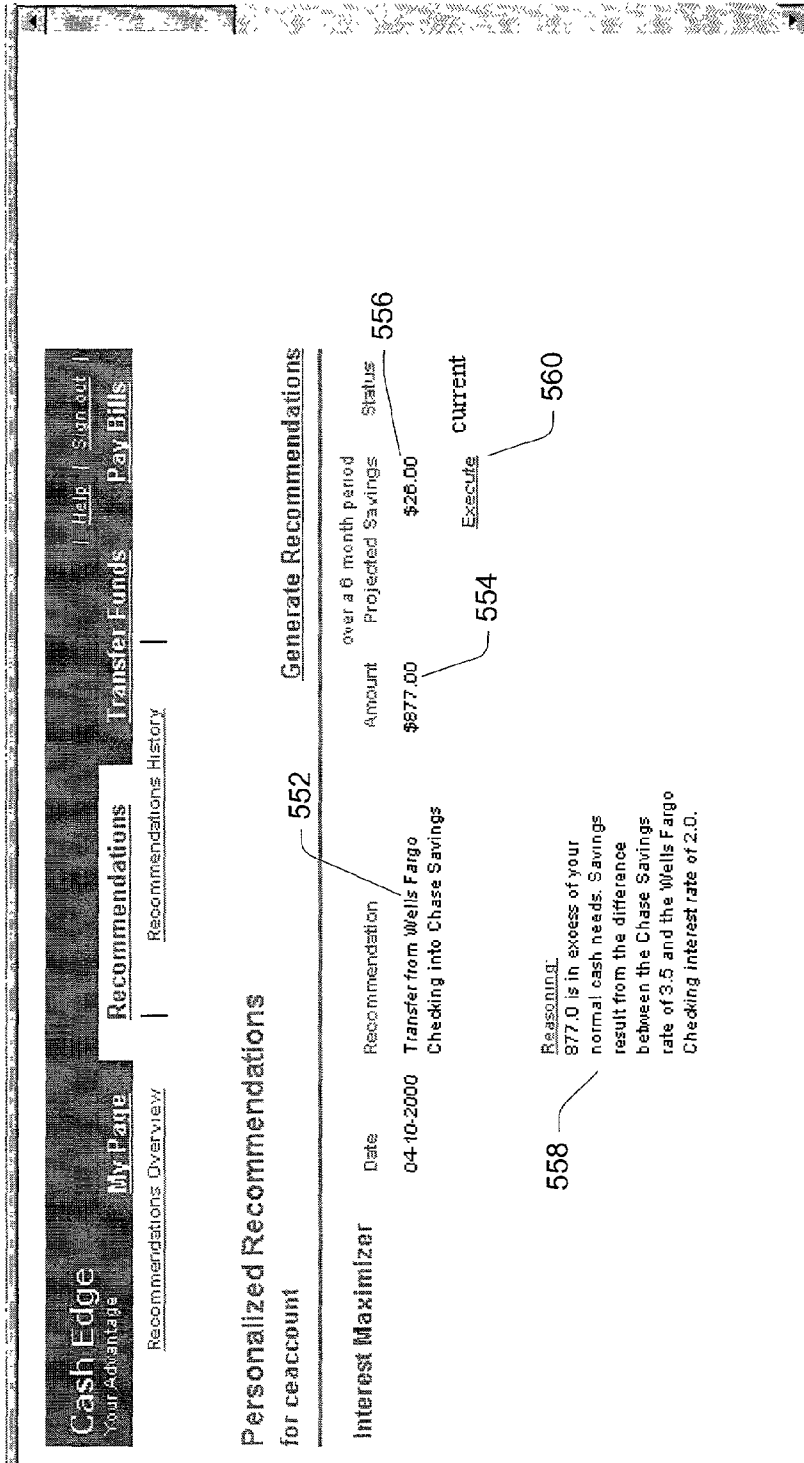 Cash Edge
Your Advantage
| Help | Sign out |
My Page Recommendations Transfer Funds Pay Bills
Recommendations Overview | Recommendations History |
Personalized Recommendations
for ceaccount
Generate Recommendations
552
Interest Maximizer
over a 6 month period
Date Recommendation Amount Projected Savings Status
556
04-10-2000 Transfer from Wells Fargo $877.00 $26.00
Checking into Chase Savings
current
Execute
554
560
Reasoning:
877.0 is in excess of your
normal cash needs. Savings
result from the difference
between the Chase Savings
rate of 3.5 and the Wells Fargo
Checking interest rate of 2.0.
558